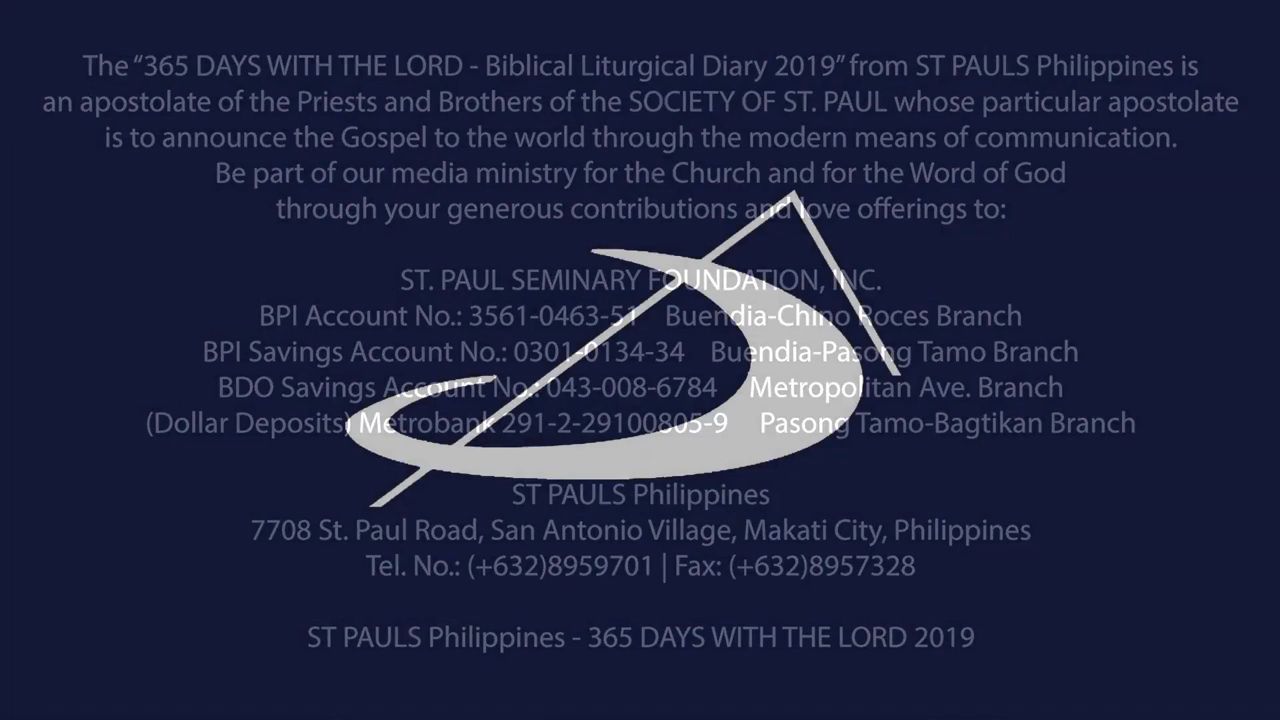 The “365 DAYS WITH THE LORD - Biblical Liturgical Diary 2019” from ST PAULS Philippines is
an apostolate of the Priests and Brothers of the SOCIETY OF ST. PAUL whose particular apostolate
is to announce the Gospel to the world through the modern means of communication.
Be part of our media ministry for the Church and for the Word of God
through your generous contributions and love offerings to:
ST. PAUL SEMINARY FOUNDATION, INC.
BPI Account No.: 3561-0463-51 Buendia-Chino Roces Branch
BPI Savings Account No.: 0301-0134-34 Buendia-Pasong Tamo Branch
BDO Savings Account No.: 043-008-6784 Metropolitan Ave. Branch
(Dollar Deposits) Metrobank 291-2-29100805-9 Pasong Tamo-Bagtikan Branch
ST PAULS Philippines
7708 St. Paul Road, San Antonio Village, Makati City, Philippines
Tel. No.: (+632)8959701 | Fax: (+632)8957328
ST PAULS Philippines - 365 DAYS WITH THE LORD 2019